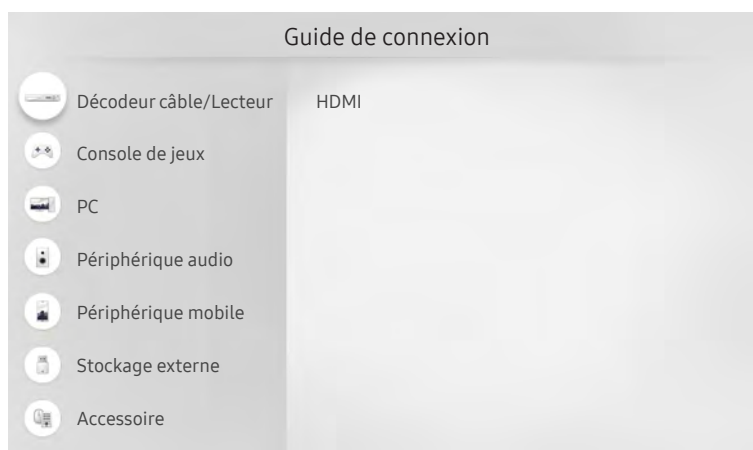 Guide de connexion
Décodeur câble/Lecteur HDMI
Console de jeux
PC
Périphérique audio
Périphérique mobile
Stockage externe
Accessoire